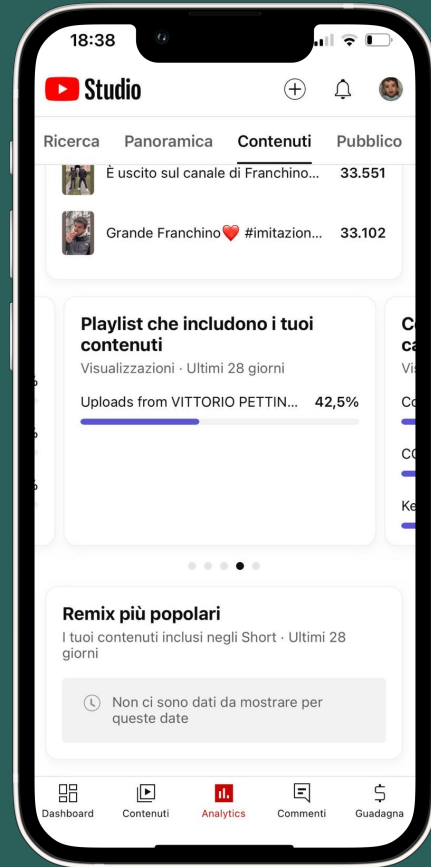 18:38
Studio
Ricerca Panoramica Contenuti Pubblico
È uscito sul canale di Franchino... 33.551
Grande Franchino❤️ #imitazion... 33.102
Playlist che includono i tuoi
contenuti
Visualizzazioni · Ultimi 28 giorni
Uploads from VITTORIO PETTIN... 42,5%
Remix più popolari
I tuoi contenuti inclusi negli Short · Ultimi 28
giorni
Non ci sono dati da mostrare per
queste date
Dashboard Contenuti Analytics Commenti Guadagna